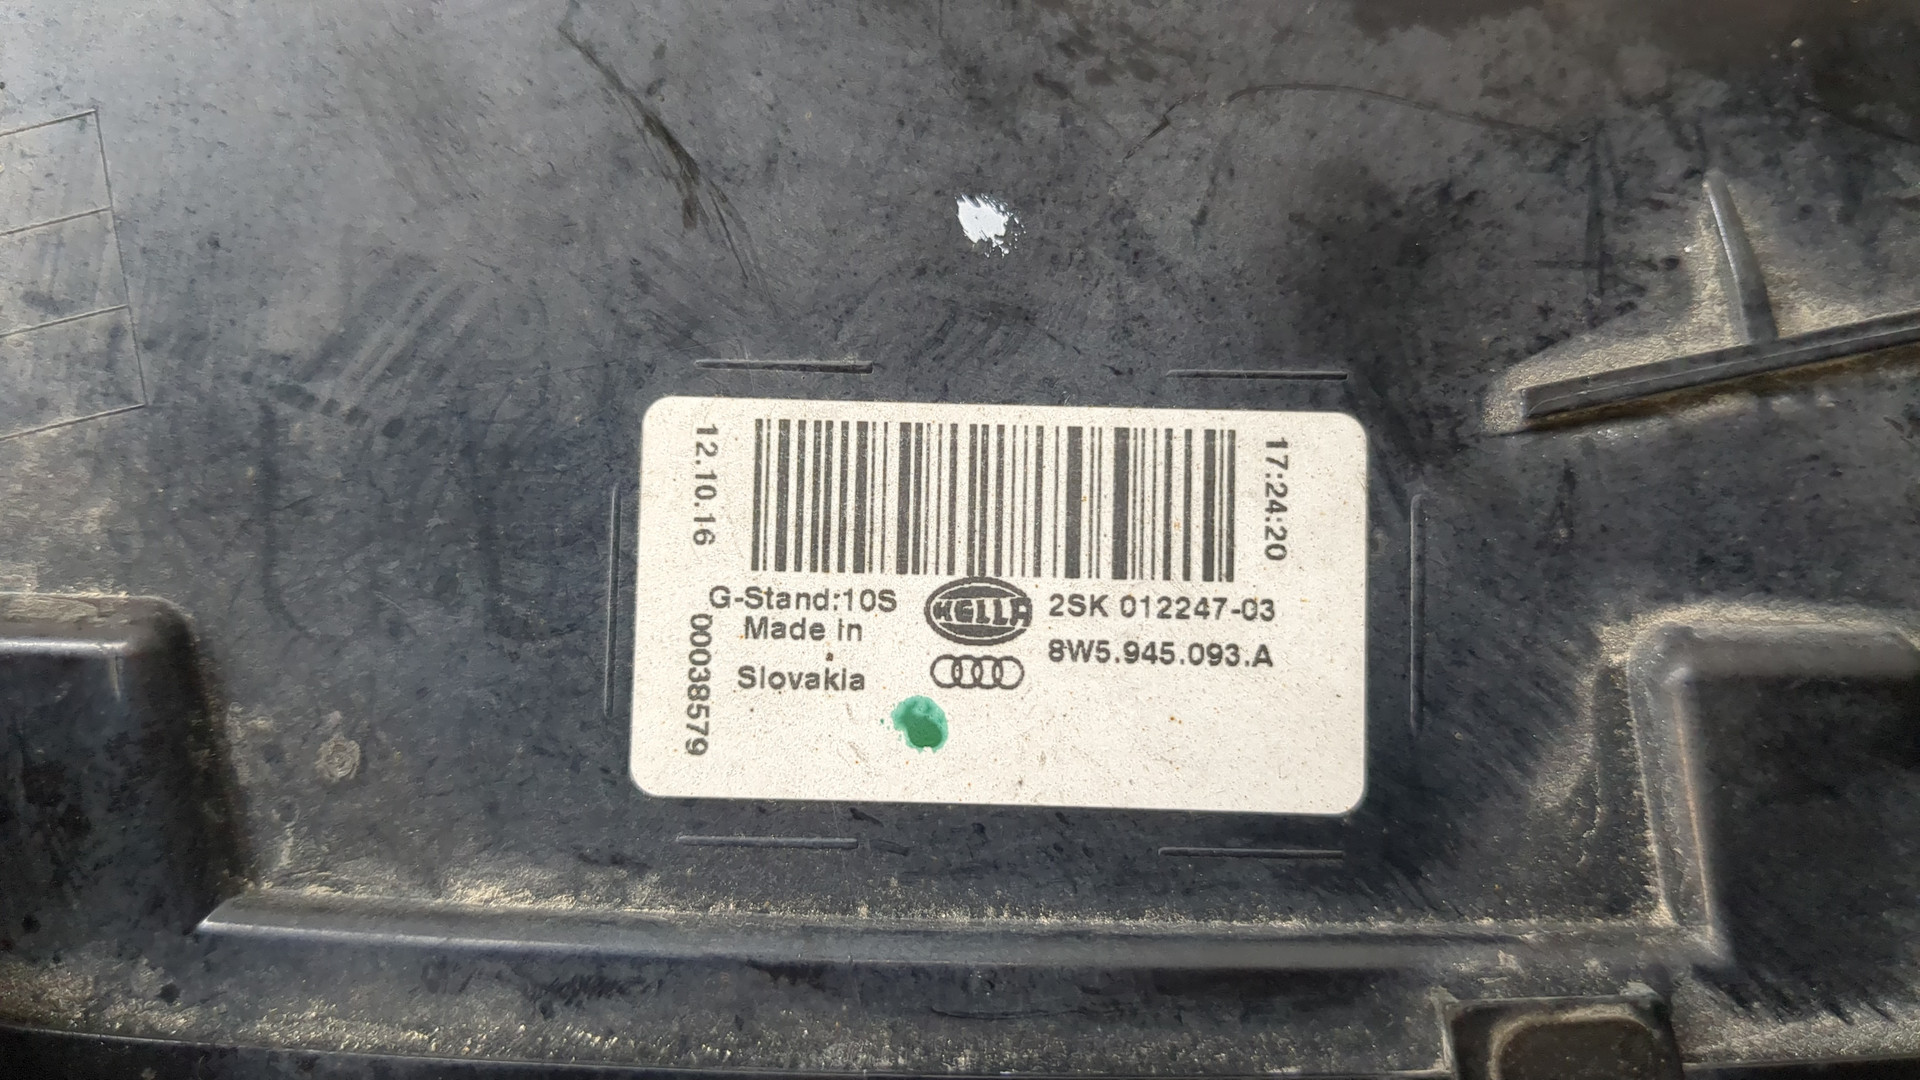 12.10.16
17:24:20
G-Stand:10S
Made in
Slovakia
00038579
HELLA
2SK 012247-03
8W5.945.093.A